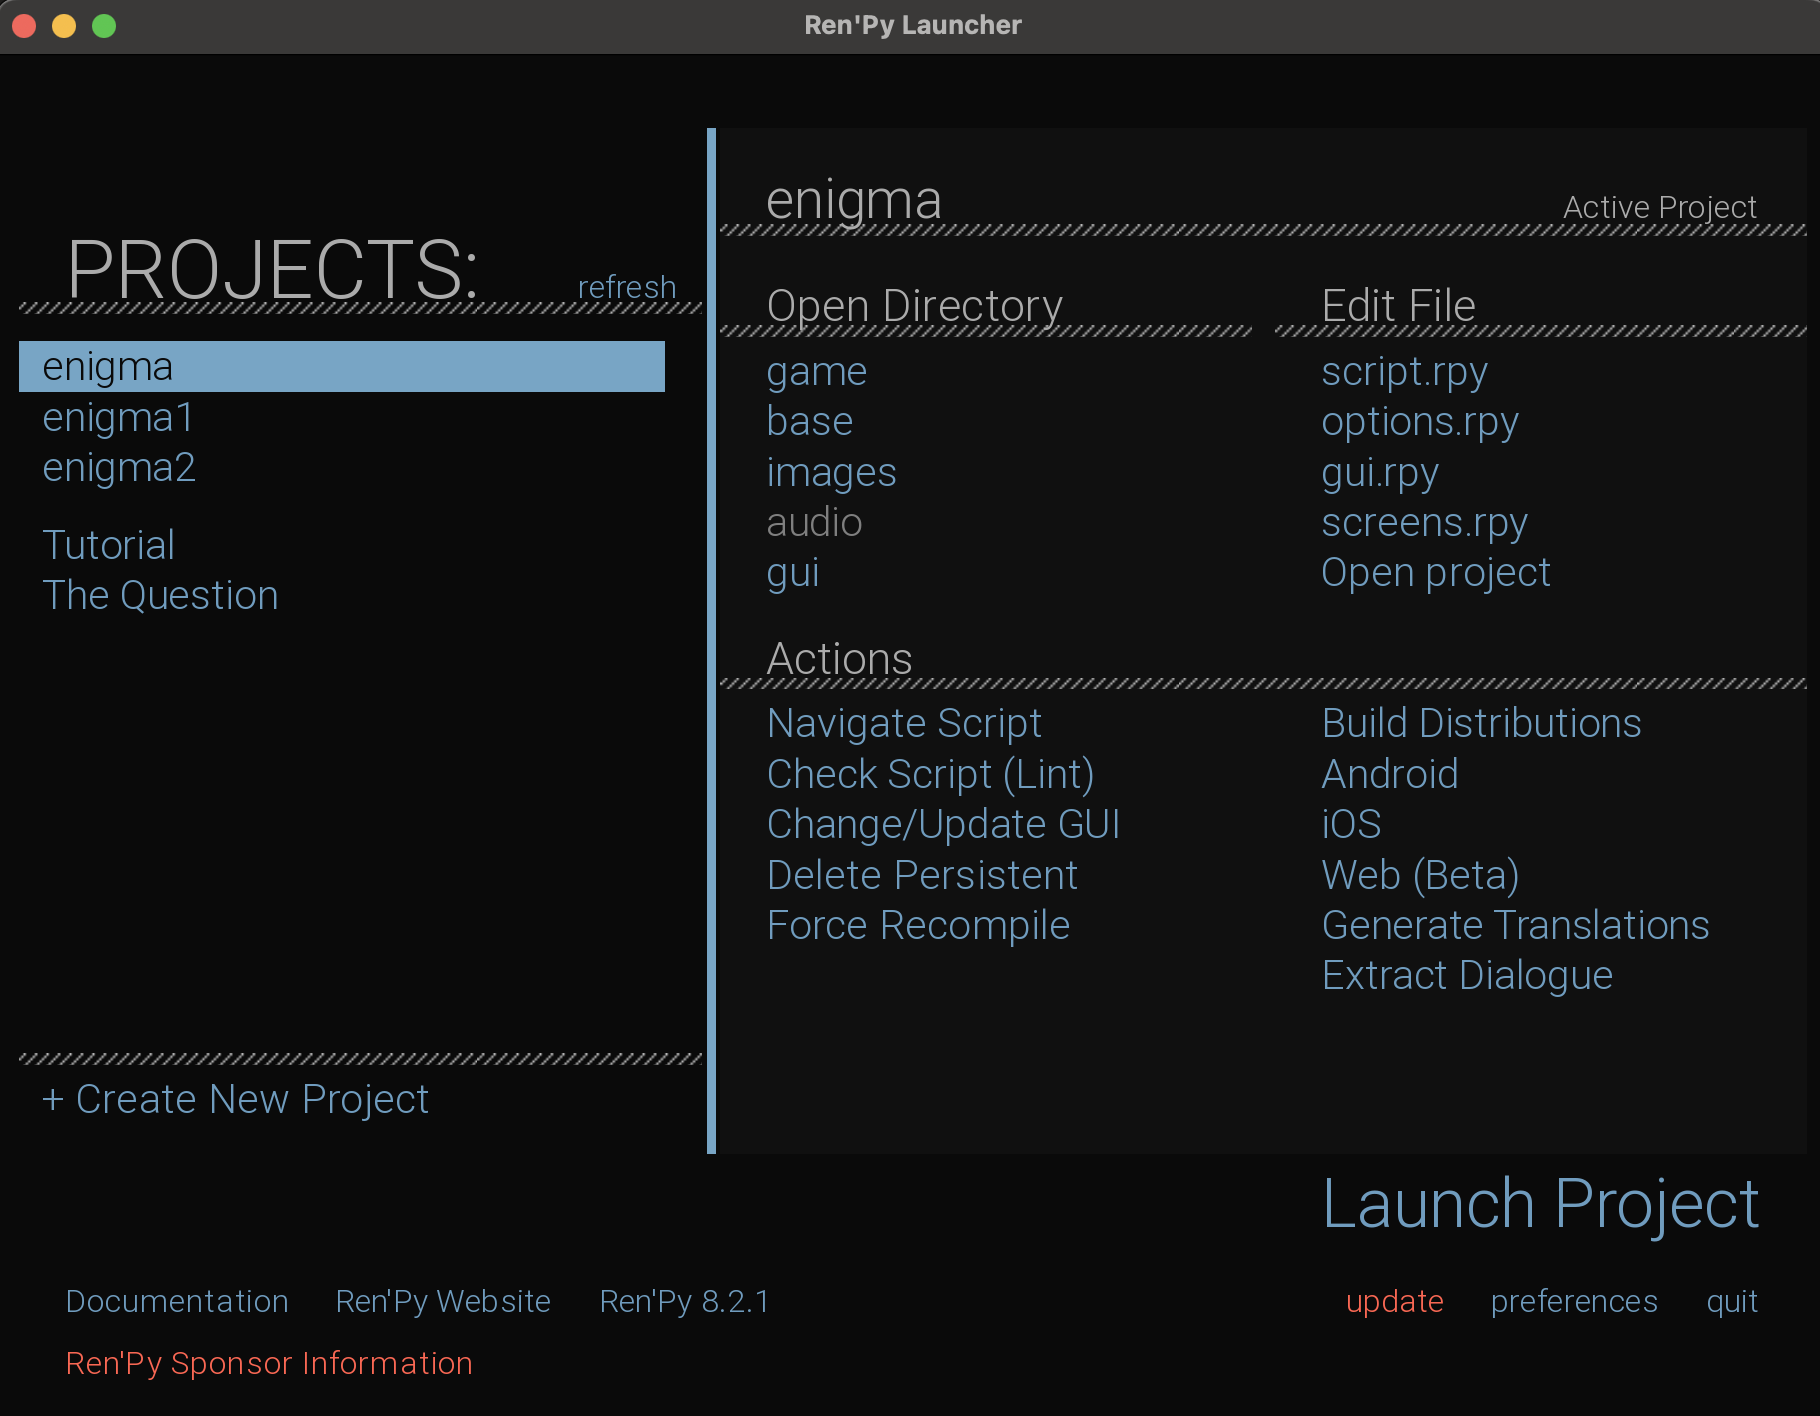 Ren'Py Launcher
PROJECTS:
refresh
enigma
enigma1
enigma2
Tutorial
The Question
+ Create New Project
enigma
Active Project
Open Directory
game
base
images
audio
gui
Edit File
script.rpy
options.rpy
gui.rpy
screens.rpy
Open project
Actions
Navigate Script
Check Script (Lint)
Change/Update GUI
Delete Persistent
Force Recompile
Build Distributions
Android
iOS
Web (Beta)
Generate Translations
Extract Dialogue
Launch Project
Documentation
Ren'Py Website
Ren'Py 8.2.1
update
preferences
quit
Ren'Py Sponsor Information